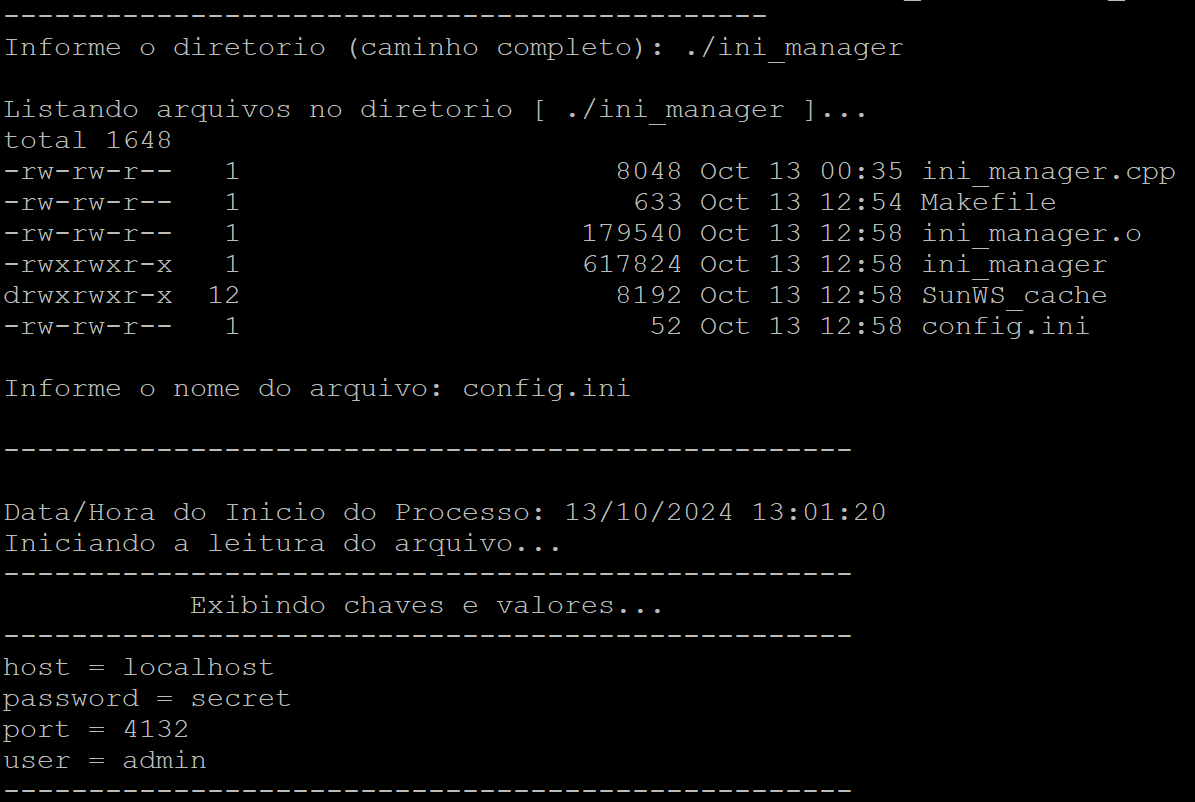 ---------------------------------------------
Informe o diretorio (caminho completo): ./ini_manager
Listando arquivos no diretorio [ ./ini_manager ]...
total 1648
-rw-rw-r--   1                      8048 Oct 13 00:35 ini_manager.cpp
-rw-rw-r--   1                       633 Oct 13 12:54 Makefile
-rw-rw-r--   1                    179540 Oct 13 12:58 ini_manager.o
-rwxrwxr-x   1                    617824 Oct 13 12:58 ini_manager
drwxrwxr-x  12                      8192 Oct 13 12:58 SunWS_cache
-rw-rw-r--   1                        52 Oct 13 12:58 config.ini
Informe o nome do arquivo: config.ini
--------------------------------------------------
Data/Hora do Inicio do Processo: 13/10/2024 13:01:20
Iniciando a leitura do arquivo...
--------------------------------------------------
           Exibindo chaves e valores...
--------------------------------------------------
host = localhost
password = secret
port = 4132
user = admin
--------------------------------------------------